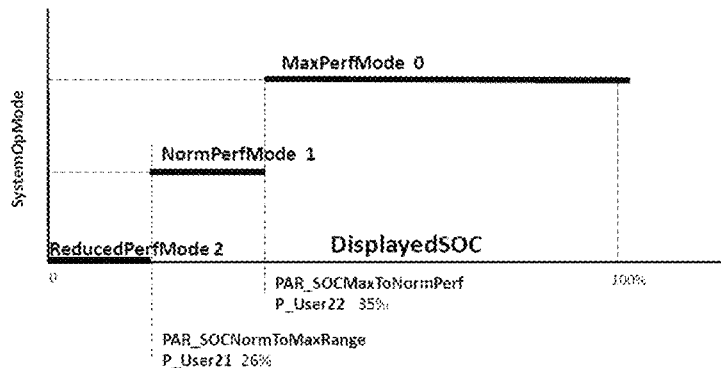 MaxPerfMode 0
SystemOpMode
NormPerfMode 1
ReducedPerfMode 2
DisplayedSOC
0
100%
PAR_SOCMaxToNormPerf
P_User22 35%
PAR_SOCNormToMaxRange
P_User21 26%